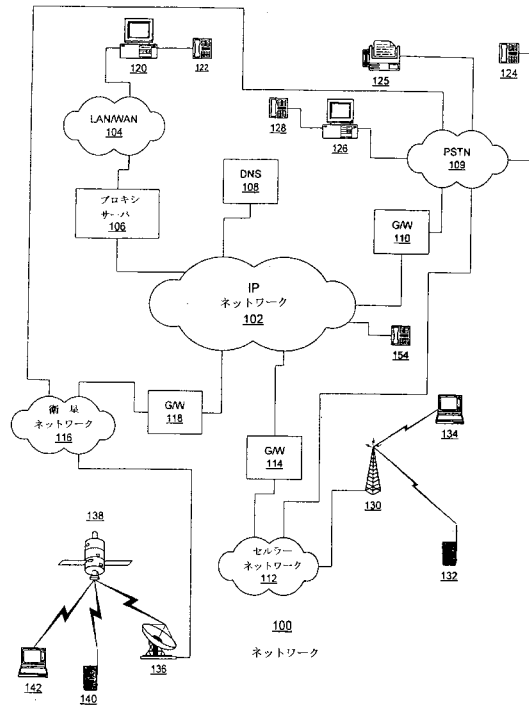 120
122
125
124
LAN/WAN
104
128
126
PSTN
109
DNS
108
プロキシ
サーバ
106
G/W
110
IP
ネットワーク
102
154
衛 星
ネットワーク
116
G/W
118
G/W
114
134
130
132
138
セルラー
ネットワーク
112
100
ネットワーク
136
142
140